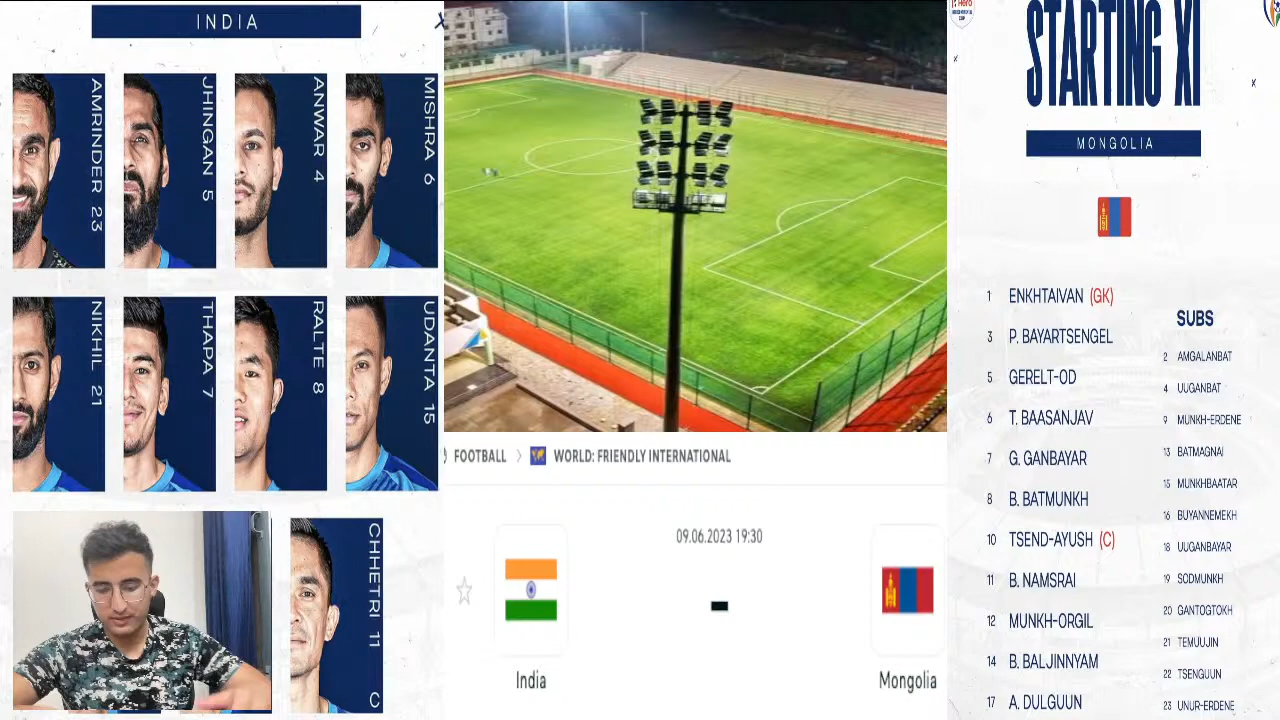 INDIA
AMRINDER 23
JHINGAN 5
ANWAR 4
MISHRA 6
NIKHIL 21
THAPA 7
RALTE 8
UDANTA 15
CHHETRI 11 C
FOOTBALL > WORLD: FRIENDLY INTERNATIONAL
09.06.2023 19:30
-
India
Mongolia
Hero
STARTING XI
MONGOLIA
1 ENKHTAIVAN (GK)
3 P. BAYARTSENGEL
5 GERELT-OD
6 T. BAASANJAV
7 G. GANBAYAR
8 B. BATMUNKH
10 TSEND-AYUSH (C)
11 B. NAMSRAI
12 MUNKH-ORGIL
14 B. BALJINNYAM
17 A. DULGUUN
SUBS
2 AMGALANBAT
4 UUGANBAT
9 MUNKH-ERDENE
13 BATMAGNAI
15 MUNKHBAATAR
16 BUYANNEMEKH
18 UUGANBAYAR
SODMUNKH
20 GANTOGTOKH
21 TEMUUJIN
22 TSENGUUN
23 UNUR-ERDENE